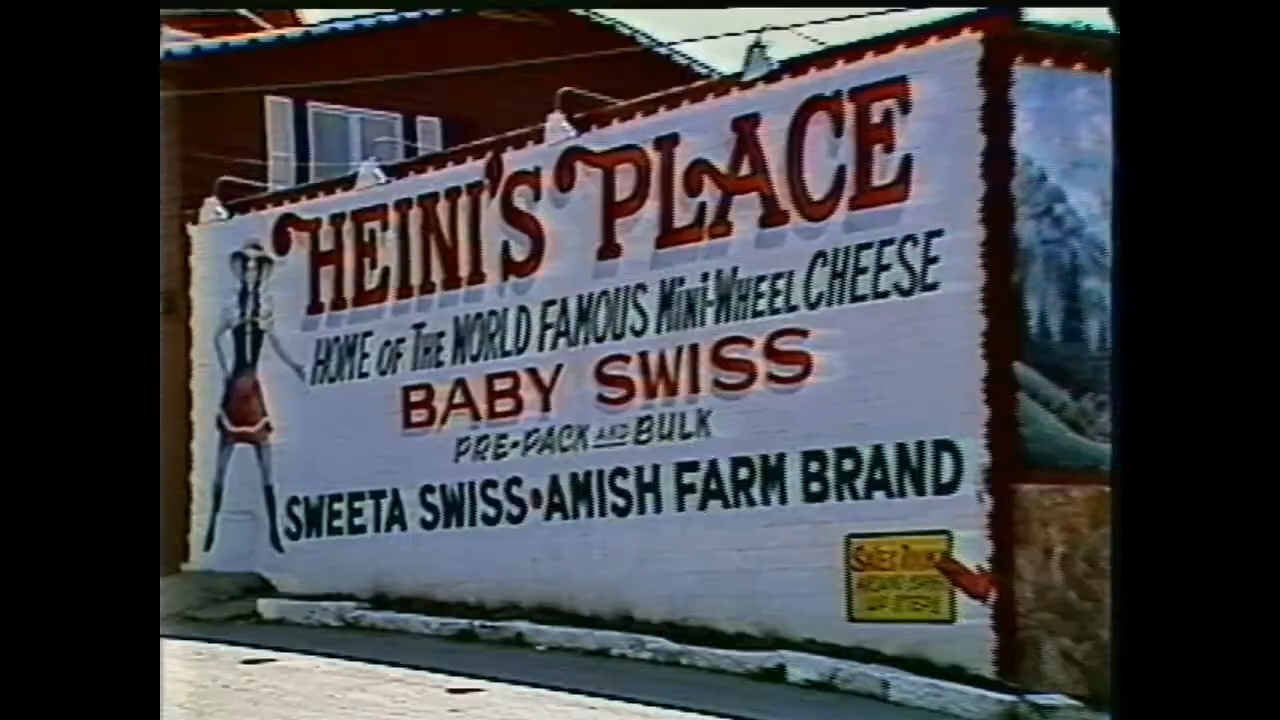 HEINI'S PLACE
HOME OF THE WORLD FAMOUS MiNi-WHEEL CHEESE
BABY SWISS
PRE-PACK AND BULK
SWEETA SWISS • AMISH FARM BRAND